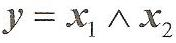 y = x₁ ∧ x₂